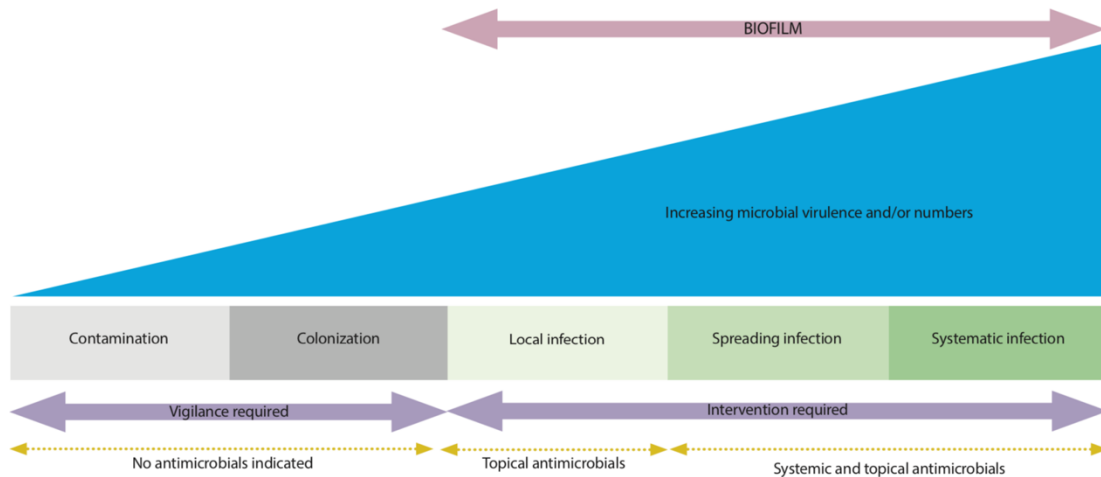 BIOFILM
Increasing microbial virulence and/or numbers
Contamination
Colonization
Local infection
Spreading infection
Systematic infection
Vigilance required
Intervention required
No antimicrobials indicated
Topical antimicrobials
Systemic and topical antimicrobials